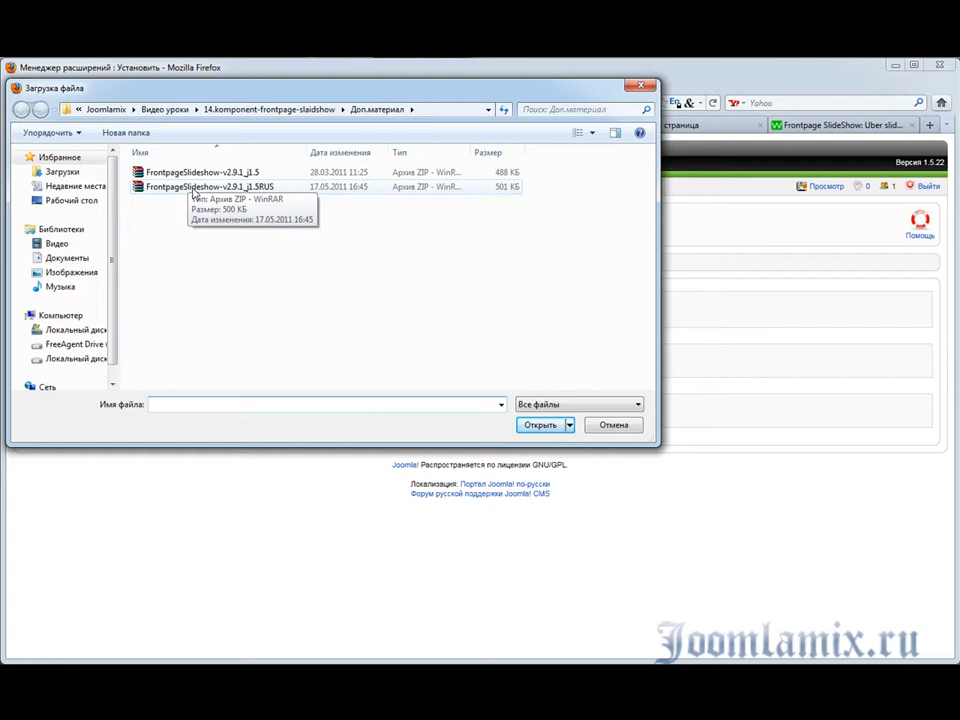 Менеджер расширений : Установить - Mozilla Firefox
Загрузка файла
Joomlamix Видео уроки 14.komponent-frontpage-slaidshow Доп.материал
Поиск: Доп.материал
En &
Yahoo
Упорядочить Новая папка
страница
Frontpage SlideShow: Uber slid...
Версия 1.5.22
Имя Дата изменения Тип Размер
FrontpageSlideshow-v2.9.1_j1.5 28.03.2011 11:25 Архив ZIP - WinR... 488 КБ
FrontpageSlideshow-v2.9.1_j1.5RUS 17.05.2011 16:45 Архив ZIP - WinR... 501 КБ
Тип: Архив ZIP - WinRAR
Размер: 500 КБ
Дата изменения: 17.05.2011 16:45
Избранное
Загрузки
Недавние места
Рабочий стол
Библиотеки
Видео
Документы
Изображения
Музыка
Компьютер
Локальный диск
FreeAgent Drive (
Локальный диск
Сеть
Просмотр 0 1 Выйти
Помощь
Имя файла:
Все файлы
Открыть Отмена
Joomla! Распространяется по лицензии GNU/GPL.
Локализация: Портал Joomla! по-русски
Форум русской поддержки Joomla! CMS
Joomlamix.ru